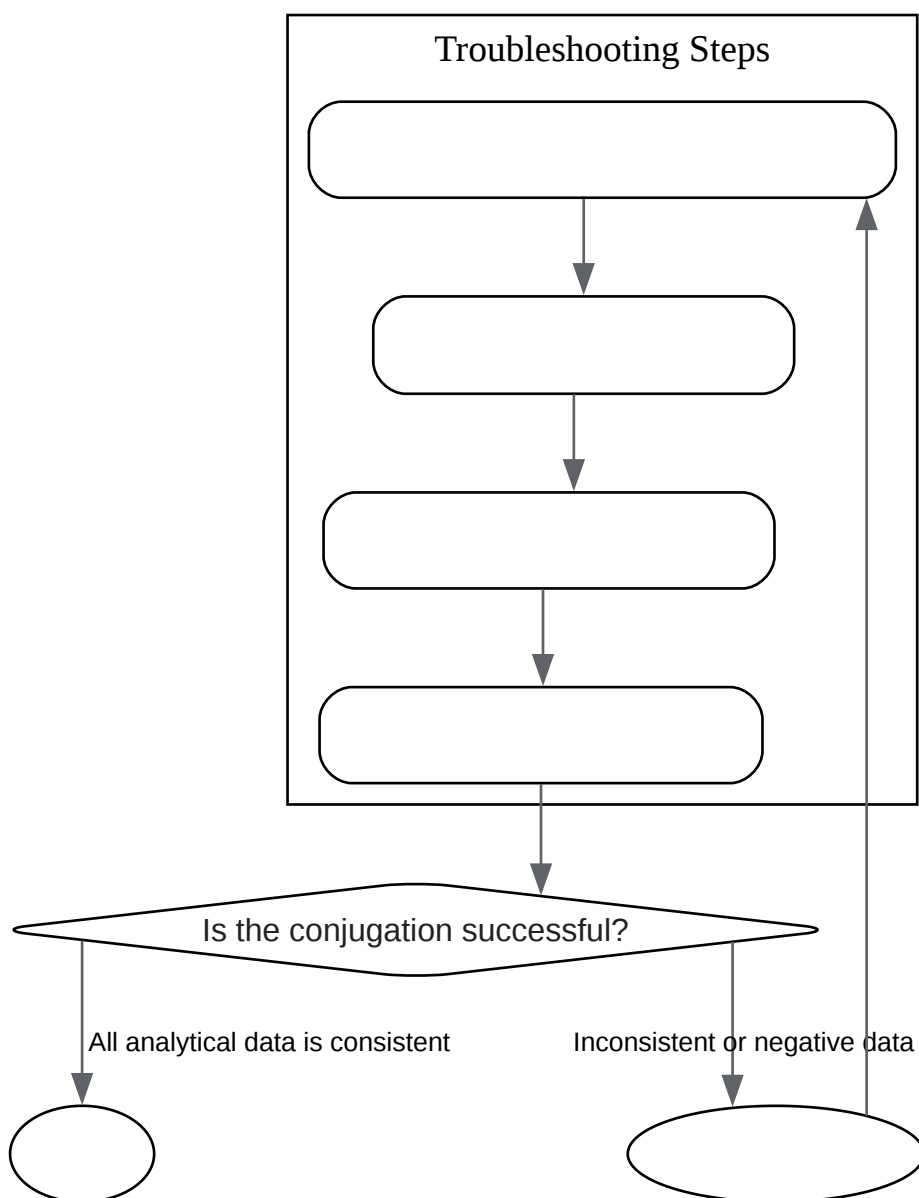 Troubleshooting Steps
Is the conjugation successful?
All analytical data is consistent
Inconsistent or negative data